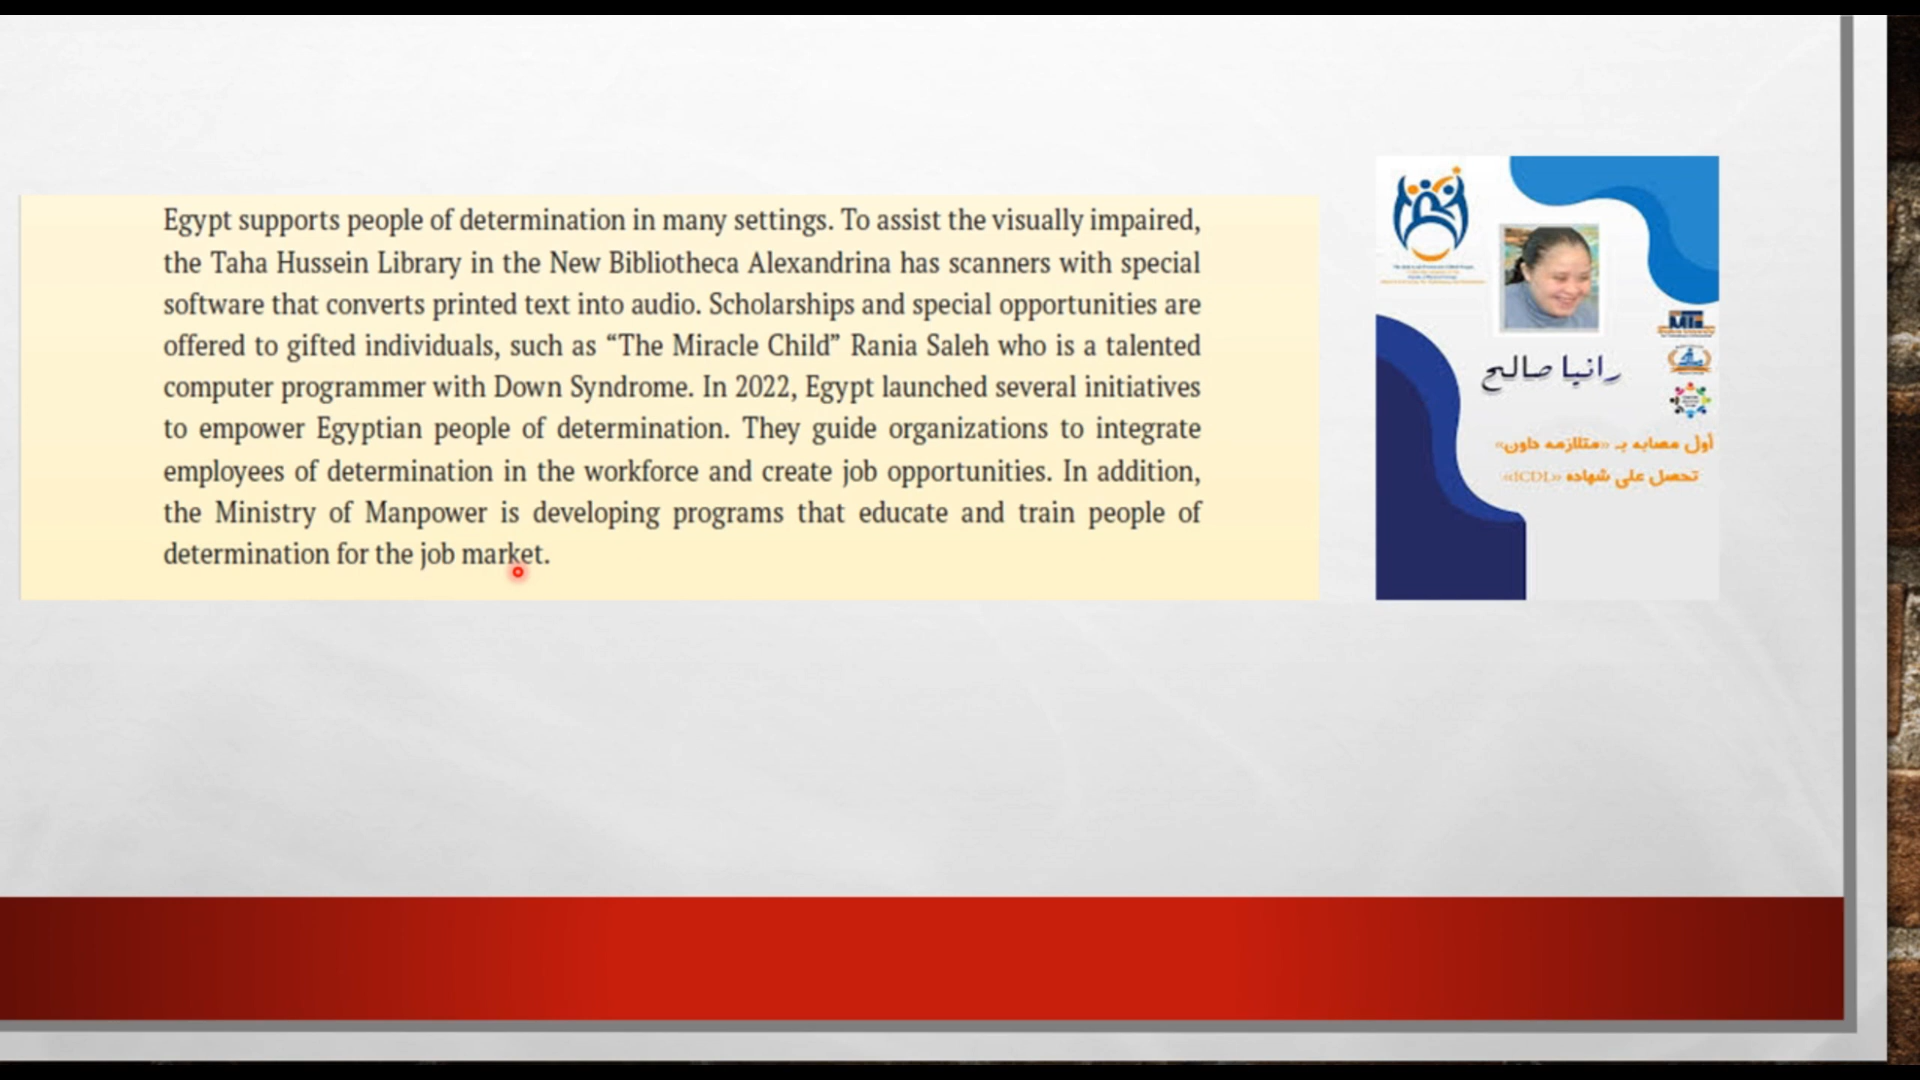 Egypt supports people of determination in many settings. To assist the visually impaired,
the Taha Hussein Library in the New Bibliotheca Alexandrina has scanners with special
software that converts printed text into audio. Scholarships and special opportunities are
offered to gifted individuals, such as “The Miracle Child” Rania Saleh who is a talented
computer programmer with Down Syndrome. In 2022, Egypt launched several initiatives
to empower Egyptian people of determination. They guide organizations to integrate
employees of determination in the workforce and create job opportunities. In addition,
the Ministry of Manpower is developing programs that educate and train people of
determination for the job market.
MTI
رانيا صالح
أول مصابه بـ «متلازمه داون»
تحصل على شهاده «ICDL»